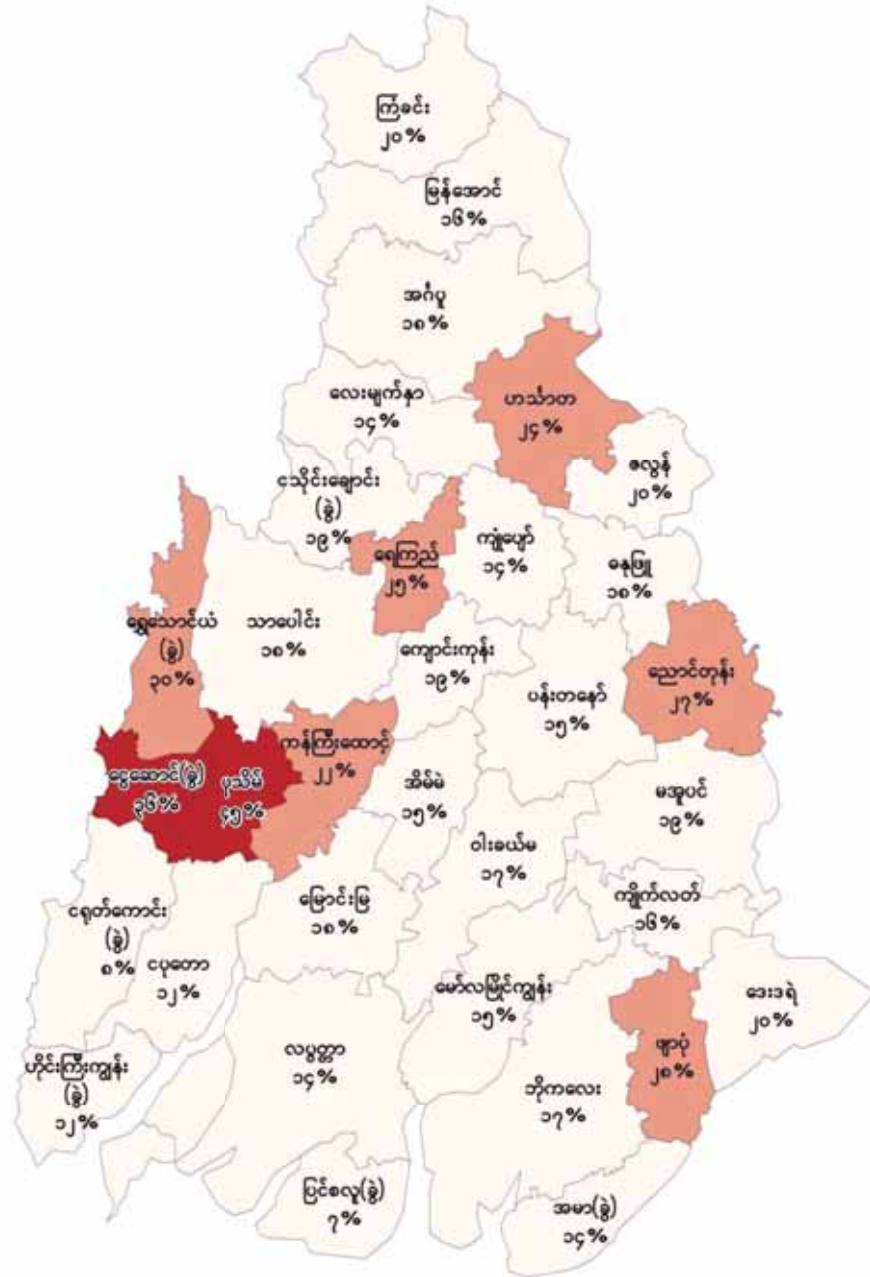 ကြံခင်း
၂၀%
မြန်အောင်
၁၆%
အင်္ဂပူ
၁၈%
လေးမျက်နှာ
၁၄%
ဟင်္သာတ
၂၄%
ဇလွန်
၂၀%
ငသိုင်းချောင်း
(ခွဲ)
၁၉%
ရေကြည်
၂၅%
ကျုံပျော်
၁၄%
ဓနုဖြူ
၁၈%
ရွှေသောင်ယံ
(ခွဲ)
၃၀%
သာပေါင်း
၁၈%
ကျောင်းကုန်း
၁၉%
ပန်းတနော်
၁၅%
ညောင်တုန်း
၂၇%
ငွေဆောင်(ခွဲ)
၃၆%
ပုသိမ်
၄၅%
ကန်ကြီးထောင့်
၂၂%
အိမ်မဲ
၁၅%
မအူပင်
၁၉%
ဝါးခယ်မ
၁၇%
ငရုတ်ကောင်း
(ခွဲ)
၈%
ငပုတော
၁၂%
မြောင်းမြ
၁၈%
ကျိုက်လတ်
၁၆%
မော်လမြိုင်ကျွန်း
၁၅%
ဒေးဒရဲ
၂၀%
ဟိုင်းကြီးကျွန်း
(ခွဲ)
၁၂%
လပွတ္တာ
၁၄%
ဘိုကလေး
၁၇%
ဖျာပုံ
၂၈%
ပြင်စလူ(ခွဲ)
၇%
အမာ(ခွဲ)
၁၄%